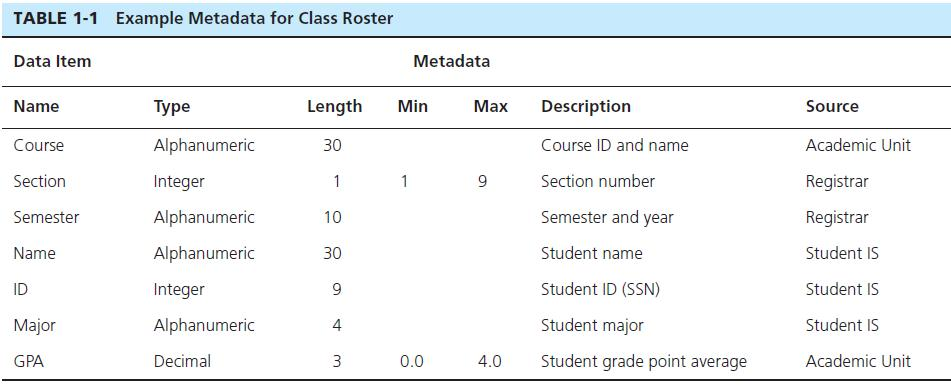 TABLE 1-1 Example Metadata for Class Roster
Data Item Metadata
Name Type Length Min Max Description Source
Course Alphanumeric 30 Course ID and name Academic Unit
Section Integer 1 1 9 Section number Registrar
Semester Alphanumeric 10 Semester and year Registrar
Name Alphanumeric 30 Student name Student IS
ID Integer 9 Student ID (SSN) Student IS
Major Alphanumeric 4 Student major Student IS
GPA Decimal 3 0.0 4.0 Student grade point average Academic Unit